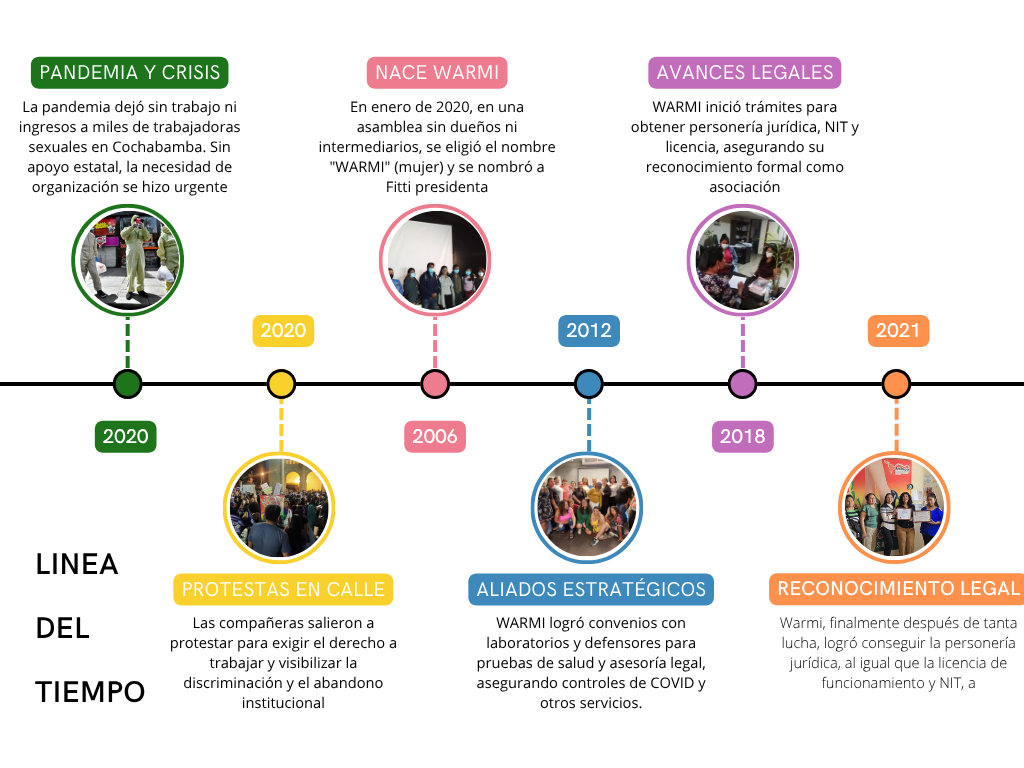 PANDEMIA Y CRISIS
La pandemia dejó sin trabajo ni
ingresos a miles de trabajadoras
sexuales en Cochabamba. Sin
apoyo estatal, la necesidad de
organización se hizo urgente
NACE WARMI
En enero de 2020, en una
asamblea sin dueños ni
intermediarios, se eligió el nombre
"WARMI" (mujer) y se nombró a
Fitti presidenta
AVANCES LEGALES
WARMI inició trámites para
obtener personería jurídica, NIT y
licencia, asegurando su
reconocimiento formal como
asociación
2020
2012
2021
2020
2006
2018
LINEA
DEL
TIEMPO
PROTESTAS EN CALLE
Las compañeras salieron a
protestar para exigir el derecho a
trabajar y visibilizar la
discriminación y el abandono
institucional
ALIADOS ESTRATÉGICOS
WARMI logró convenios con
laboratorios y defensores para
pruebas de salud y asesoría legal,
asegurando controles de COVID y
otros servicios.
RECONOCIMIENTO LEGAL
Warmi, finalmente después de tanta
lucha, logró conseguir la personería
jurídica, al igual que la licencia de
funcionamiento y NIT, a